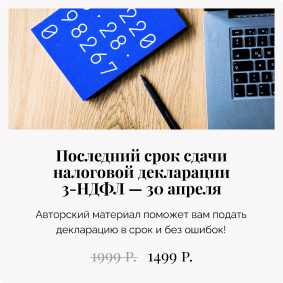 Последний срок сдачи
налоговой декларации
3-НДФЛ — 30 апреля
Авторский материал поможет вам подать
декларацию в срок и без ошибок!
1999 Р. 1499 Р.